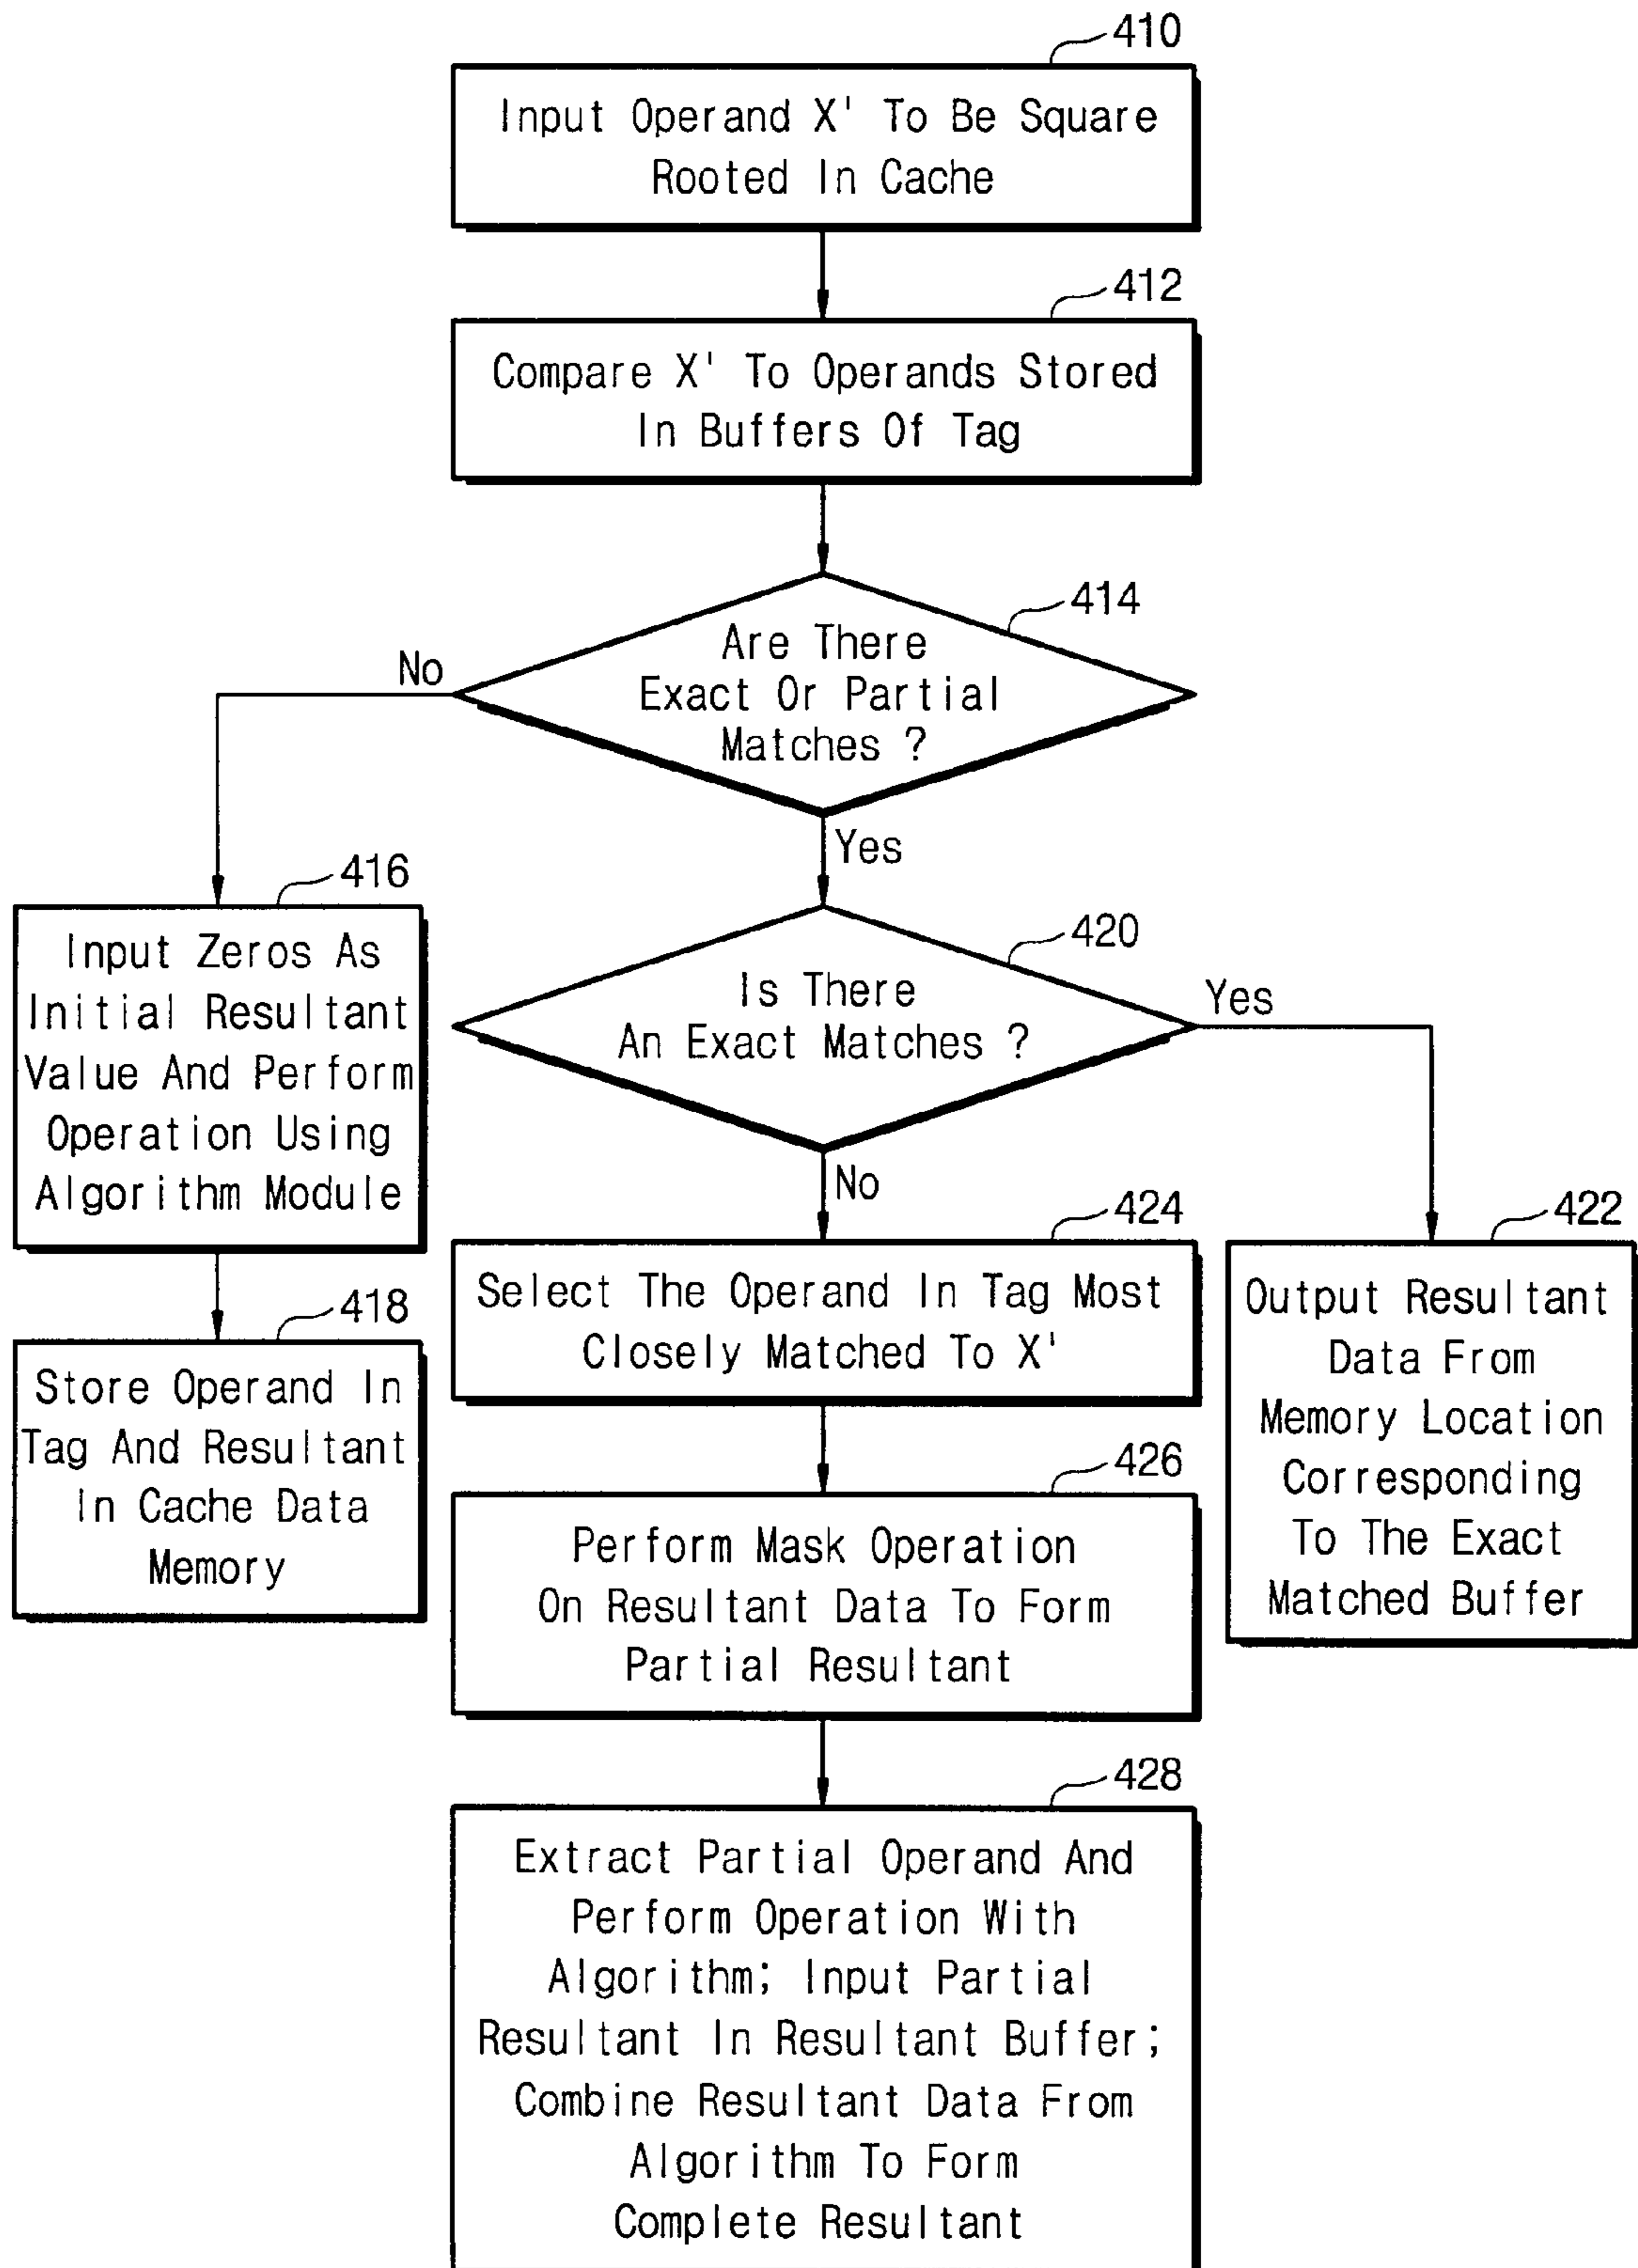 410
Input Operand X' To Be Square
Rooted In Cache
412
Compare X' To Operands Stored
In Buffers Of Tag
414
Are There
Exact Or Partial
Matches ?
No
Yes
416
Input Zeros As
Initial Resultant
Value And Perform
Operation Using
Algorithm Module
420
Is There
An Exact Matches ?
Yes
No
418
Store Operand In
Tag And Resultant
In Cache Data
Memory
424
Select The Operand In Tag Most
Closely Matched To X'
422
Output Resultant
Data From
Memory Location
Corresponding
To The Exact
Matched Buffer
426
Perform Mask Operation
On Resultant Data To Form
Partial Resultant
428
Extract Partial Operand And
Perform Operation With
Algorithm; Input Partial
Resultant In Resultant Buffer;
Combine Resultant Data From
Algorithm To Form
Complete Resultant